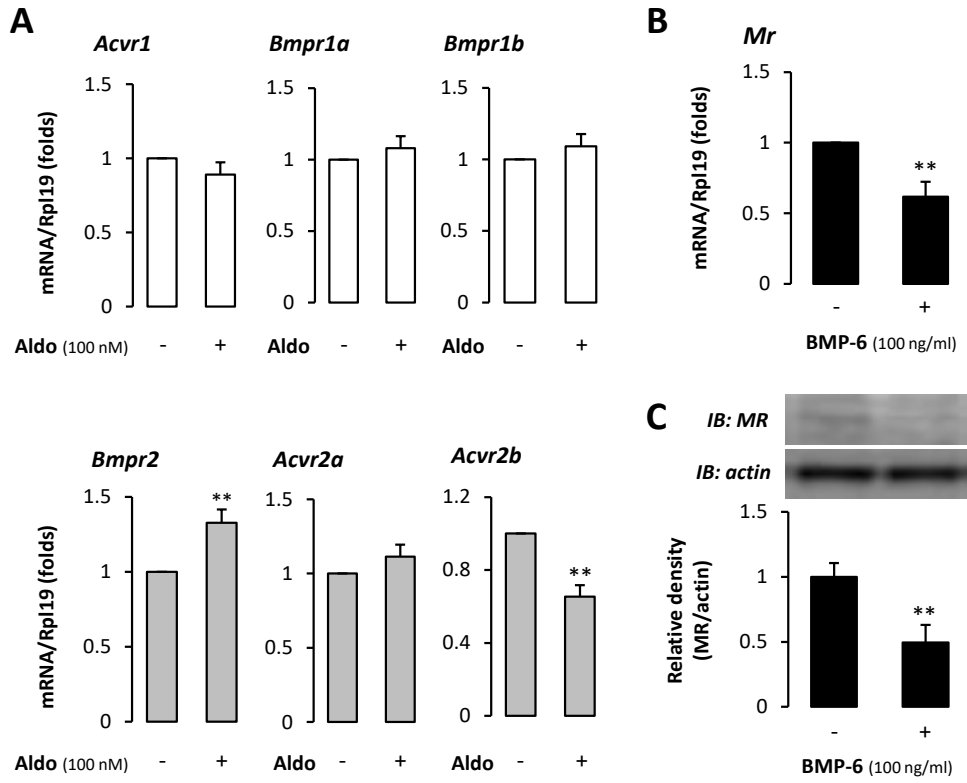 A
Acvr1
Bmpr1a
Bmpr1b
mRNA/Rpl19 (folds)
1.5
1
0.5
0
1.5
1
0.5
0
1.5
1
0.5
0
Aldo (100 nM) - +
Aldo - +
Aldo - +
Bmpr2
Acvr2a
Acvr2b
mRNA/Rpl19 (folds)
1.5
1
0.5
0
**
1.5
1
0.5
0
1.2
0.9
0.6
0.3
0
**
Aldo (100 nM) - +
Aldo - +
Aldo - +
B
Mr
mRNA/Rpl19 (folds)
1.5
1
0.5
0
**
- +
BMP-6 (100 ng/ml)
C
IB: MR
IB: actin
Relative density
(MR/actin)
1.5
1
0.5
0
**
- +
BMP-6 (100 ng/ml)